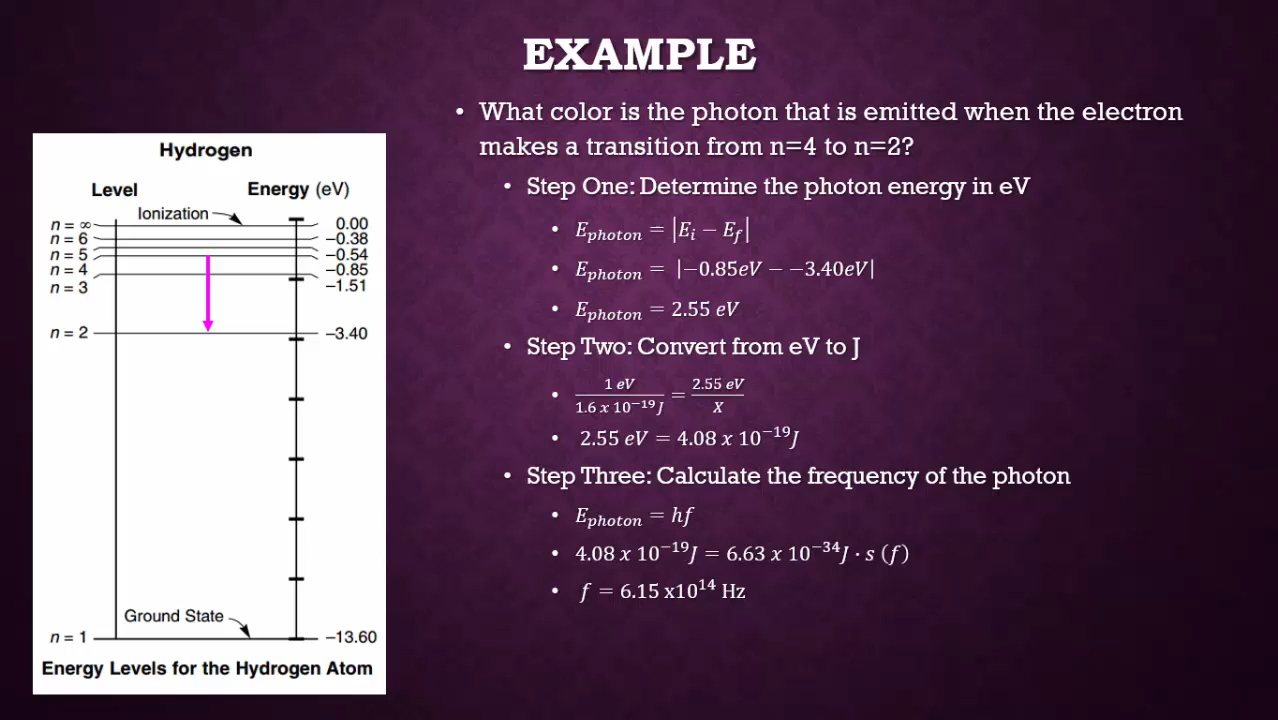 EXAMPLE
• What color is the photon that is emitted when the electron
makes a transition from n=4 to n=2?
• Step One: Determine the photon energy in eV
• E_photon = |E_i − E_f|
• E_photon = |−0.85eV − −3.40eV|
• E_photon = 2.55 eV
• Step Two: Convert from eV to J
• 1 eV / 1.6 x 10^−19 J = 2.55 eV / X
• 2.55 eV = 4.08 x 10^−19 J
• Step Three: Calculate the frequency of the photon
• E_photon = hf
• 4.08 x 10^−19 J = 6.63 x 10^−34 J · s (f)
• f = 6.15 x10^14 Hz
Hydrogen
Level Energy (eV)
Ionization
n = ∞ 0.00
n = 6 −0.38
n = 5 −0.54
n = 4 −0.85
n = 3 −1.51
n = 2 −3.40
Ground State
n = 1 −13.60
Energy Levels for the Hydrogen Atom